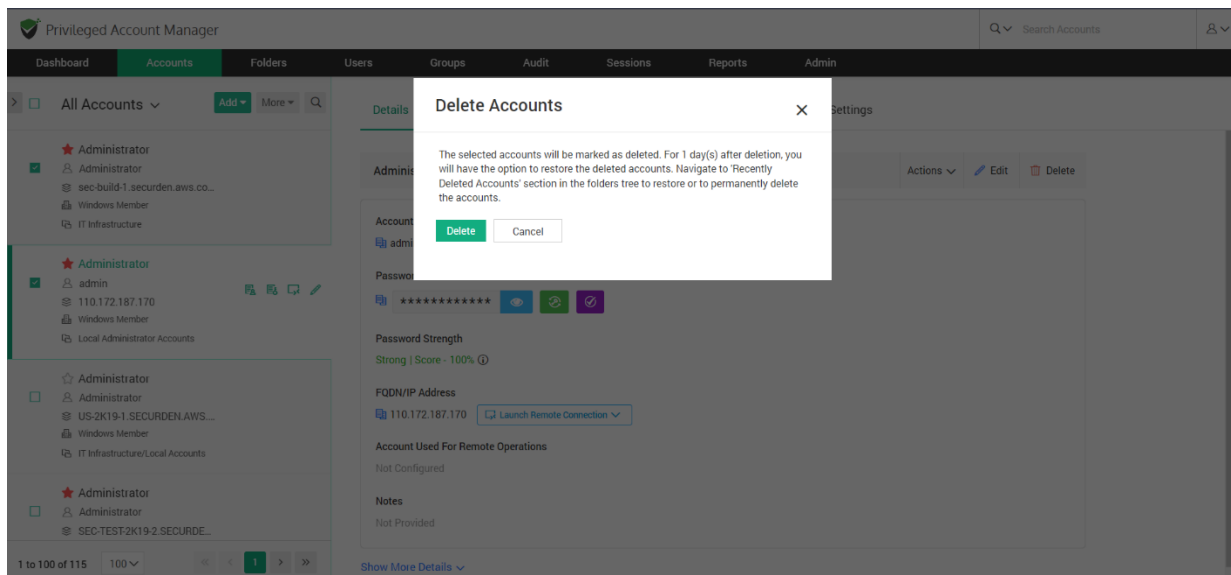 Privileged Account Manager
Search Accounts
Dashboard Accounts Folders Users Groups Audit Sessions Reports Admin
All Accounts
Add More
Administrator
Administrator
sec-build-1.securden.aws.co...
Windows Member
IT Infrastructure
Administrator
admin
110.172.187.170
Windows Member
Local Administrator Accounts
Administrator
Administrator
US-2K19-1.SECURDEN.AWS....
Windows Member
IT Infrastructure/Local Accounts
Administrator
Administrator
SEC-TEST-2K19-2.SECURDE...
1 to 100 of 115 100 1
Details
Settings
Delete Accounts
The selected accounts will be marked as deleted. For 1 day(s) after deletion, you
will have the option to restore the deleted accounts. Navigate to 'Recently
Deleted Accounts' section in the folders tree to restore or to permanently delete
the accounts.
Delete Cancel
Adminis
Actions Edit Delete
Account
admi
Passwor
************
Password Strength
Strong | Score - 100%
FQDN/IP Address
110.172.187.170 Launch Remote Connection
Account Used For Remote Operations
Not Configured
Notes
Not Provided
Show More Details